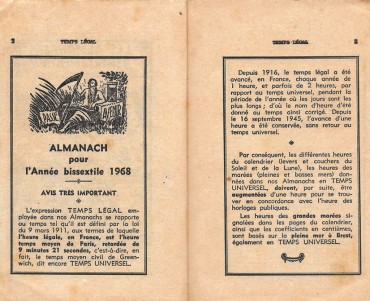 2
TEMPS LÉGAL
PASSÉ
AVENIR
ALMANACH
pour
l'Année bissextile 1968
AVIS TRÈS IMPORTANT
L'expression TEMPS LÉGAL em-
ployée dans nos Almanachs se rapporte
au temps tel qu'il est défini par la loi
du 9 mars 1911, aux termes de laquelle
l'heure légale, en France, est l'heure
temps moyen de Paris, retardée de
9 minutes 21 secondes, c'est-à-dire, en
fait, le temps moyen civil de Green-
wich, dit encore TEMPS UNIVERSEL.
TEMPS LÉGAL
Depuis 1916, le temps légal a été
avancé, en France, chaque année de
1 heure, et parfois de 2 heures, par
rapport au temps universel, pendant la
période de l'année où les jours sont les
plus longs ; d'où le nom d'heure d'été
donné au temps ainsi corrigé. Depuis
le 16 septembre 1945, l'avance d'une
heure a été conservée, sans retour au
temps universel.
Par conséquent, les différentes heures
du calendrier (levers et couchers du
Soleil et de la Lune), les heures des
marées (pleines et basses mers) don-
nées dans nos Almanachs en TEMPS
UNIVERSEL, doivent, par suite, être
augmentées d'une heure pour se trou-
ver en concordance avec l'heure des
horloges publiques.
Les heures des grandes marées si-
gnalées dans les pages du calendrier,
ainsi que les coefficients en centièmes,
sont basés sur la pleine mer à Brest,
également en TEMPS UNIVERSEL.